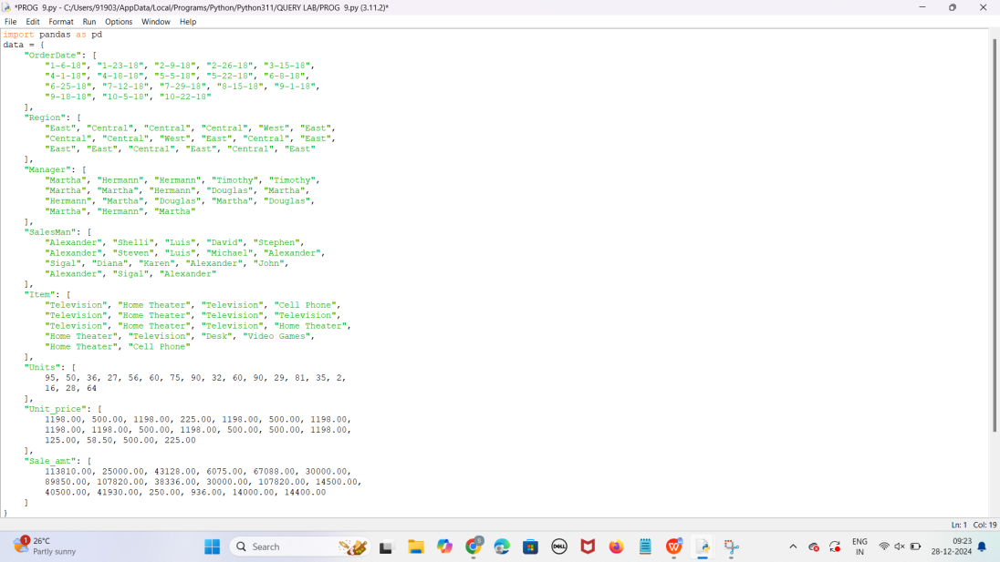 *PROG 9.py - C:/Users/91903/AppData/Local/Programs/Python/Python311/QUERY LAB/PROG 9.py (3.11.2)*
File Edit Format Run Options Window Help
import pandas as pd
data = {
    "OrderDate": [
        "1-6-18", "1-23-18", "2-9-18", "2-26-18", "3-15-18",
        "4-1-18", "4-18-18", "5-5-18", "5-22-18", "6-8-18",
        "6-25-18", "7-12-18", "7-29-18", "8-15-18", "9-1-18",
        "9-18-18", "10-5-18", "10-22-18"
    ],
    "Region": [
        "East", "Central", "Central", "Central", "West", "East",
        "Central", "Central", "West", "East", "Central", "East",
        "East", "East", "Central", "East", "Central", "East"
    ],
    "Manager": [
        "Martha", "Hermann", "Hermann", "Timothy", "Timothy",
        "Martha", "Martha", "Hermann", "Douglas", "Martha",
        "Hermann", "Martha", "Douglas", "Martha", "Douglas",
        "Martha", "Hermann", "Martha"
    ],
    "SalesMan": [
        "Alexander", "Shelli", "Luis", "David", "Stephen",
        "Alexander", "Steven", "Luis", "Michael", "Alexander",
        "Sigal", "Diana", "Karen", "Alexander", "John",
        "Alexander", "Sigal", "Alexander"
    ],
    "Item": [
        "Television", "Home Theater", "Television", "Cell Phone",
        "Television", "Home Theater", "Television", "Television",
        "Television", "Home Theater", "Television", "Home Theater",
        "Home Theater", "Television", "Desk", "Video Games",
        "Home Theater", "Cell Phone"
    ],
    "Units": [
        95, 50, 36, 27, 56, 60, 75, 90, 32, 60, 90, 29, 81, 35, 2,
        16, 28, 64
    ],
    "Unit_price": [
        1198.00, 500.00, 1198.00, 225.00, 1198.00, 500.00, 1198.00,
        1198.00, 1198.00, 500.00, 1198.00, 500.00, 500.00, 1198.00,
        125.00, 58.50, 500.00, 225.00
    ],
    "Sale_amt": [
        113810.00, 25000.00, 43128.00, 6075.00, 67088.00, 30000.00,
        89850.00, 107820.00, 38336.00, 30000.00, 107820.00, 14500.00,
        40500.00, 41930.00, 250.00, 936.00, 14000.00, 14400.00
    ]
}
Ln: 1 Col: 19
1
26°C
Partly sunny
Search
DELL
ENG
IN
09:23
28-12-2024